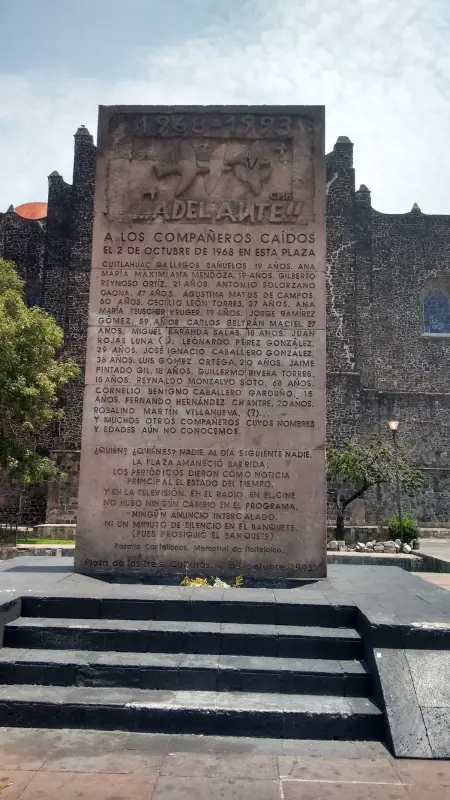 1968-1993
...ADELANTE!!
A LOS COMPAÑEROS CAÍDOS
EL 2 DE OCTUBRE DE 1968 EN ESTA PLAZA
CUITLAHUAC GALLEGOS BAÑUELOS, 19 AÑOS. ANA
MARÍA MAXIMIANA MENDOZA, 19 AÑOS. GILBERTO
REYNOSO ORTÍZ, 21 AÑOS. ANTONIO SOLORZANO
GAONA, 47 AÑOS. AGUSTINA MATUS DE CAMPOS,
60 AÑOS. CECILIO LEÓN TORRES, 27 AÑOS. ANA
MARÍA TEUSCHER KRUGER, 19 AÑOS. JORGE RAMÍREZ
GÓMEZ, 59 AÑOS. CARLOS BELTRÁN MACIEL, 27
AÑOS, MIGUEL BARANDA SALAS, 18 AÑOS. JUAN
ROJAS LUNA (?). LEONARDO PÉREZ GONZÁLEZ,
29 AÑOS, JOSÉ IGNACIO CABALLERO GONZÁLEZ,
36 AÑOS. LUIS GÓMEZ ORTEGA, 20 AÑOS, JAIME
PINTADO GIL, 18 AÑOS. GUILLERMO RIVERA TORRES,
15 AÑOS. REYNALDO MONZALVO SOTO, 68 AÑOS.
CORNELIO BENIGNO CABALLERO GARDUÑO, 15
AÑOS. FERNANDO HERNÁNDEZ CHANTRE, 20 AÑOS.
ROSALINO MARTÍN VILLANUEVA, (?)...
Y MUCHOS OTROS COMPAÑEROS CUYOS NOMBRES
Y EDADES AÚN NO CONOCEMOS.
¿QUIÉN? ¿QUIÉNES? NADIE. AL DÍA SIGUIENTE NADIE.
LA PLAZA AMANECIÓ BARRIDA;
LOS PERIÓDICOS DIERON COMO NOTICIA
PRINCIPAL EL ESTADO DEL TIEMPO.
Y EN LA TELEVISIÓN, EN EL RADIO, EN EL CINE
NO HUBO NINGÚN CAMBIO EN EL PROGRAMA,
NINGÚN ANUNCIO INTERCALADO.
NI UN MINUTO DE SILENCIO EN EL BANQUETE.
(PUES PROSIGUIÓ EL BANQUETE)
Rosario Castellanos. Memorial de Tlatelolco.
Plaza de las Tres Culturas 2 de octubre 1993